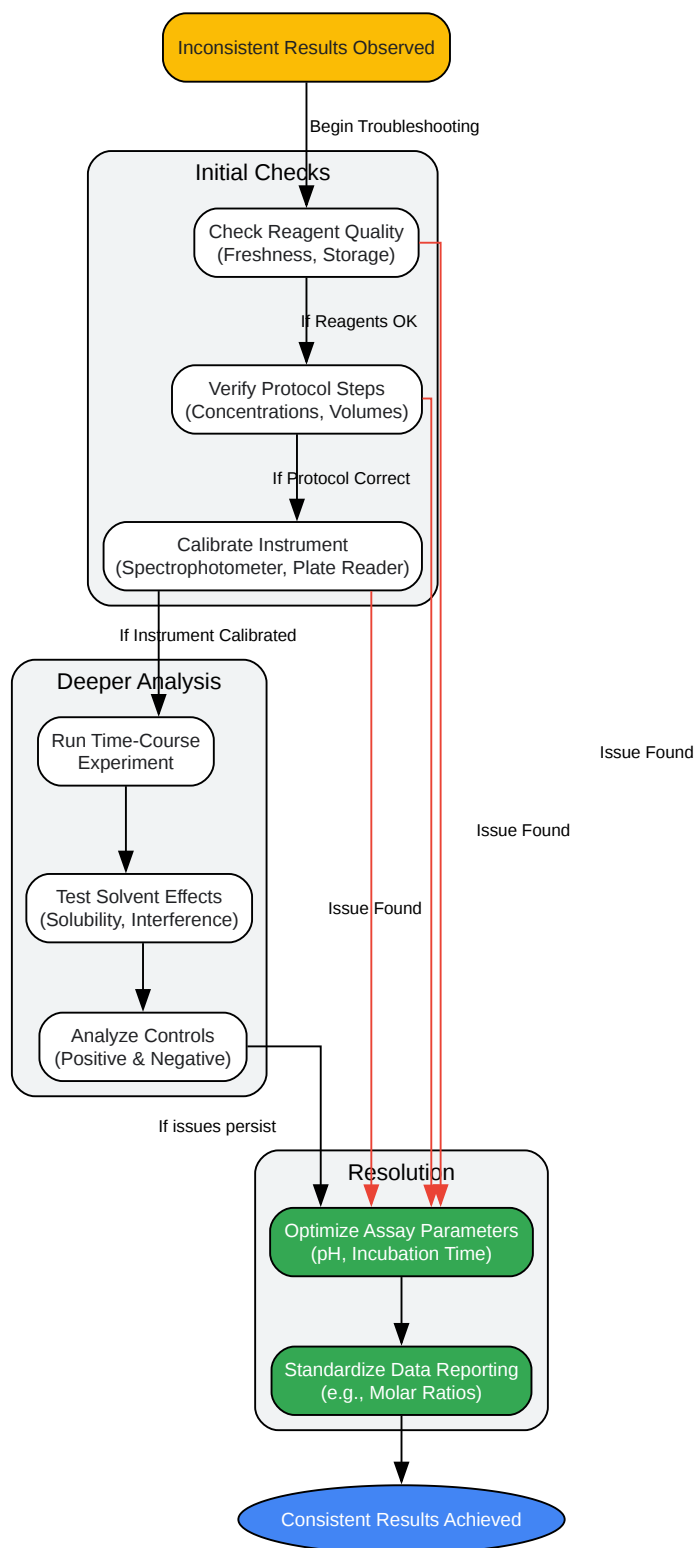 Inconsistent Results Observed
Begin Troubleshooting
Initial Checks
Check Reagent Quality
(Freshness, Storage)
If Reagents OK
Verify Protocol Steps
(Concentrations, Volumes)
If Protocol Correct
Calibrate Instrument
(Spectrophotometer, Plate Reader)
If Instrument Calibrated
Deeper Analysis
Run Time-Course
Experiment
Issue Found
Issue Found
Test Solvent Effects
(Solubility, Interference)
Issue Found
Analyze Controls
(Positive & Negative)
If issues persist
Resolution
Optimize Assay Parameters
(pH, Incubation Time)
Standardize Data Reporting
(e.g., Molar Ratios)
Consistent Results Achieved